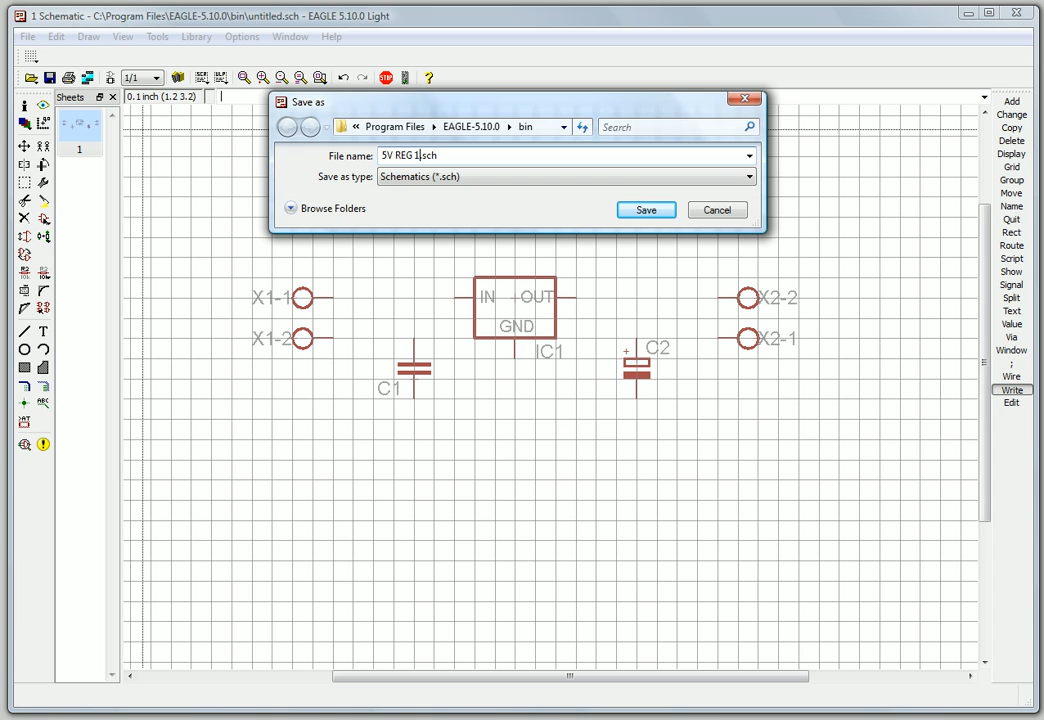 1 Schematic - C:\Program Files\EAGLE-5.10.0\bin\untitled.sch - EAGLE 5.10.0 Light
File Edit Draw View Tools Library Options Window Help
1/1
Sheets
0.1 inch (1.2 3.2)
1
Save as
Program Files EAGLE-5.10.0 bin
Search
File name: 5V REG 1.sch
Save as type: Schematics (*.sch)
Browse Folders
Save
Cancel
X1-1
X1-2
IN
OUT
GND
IC1
C1
C2
X2-2
X2-1
Add
Change
Copy
Delete
Display
Grid
Group
Move
Name
Quit
Rect
Route
Script
Show
Signal
Split
Text
Value
Via
Window
;
Wire
Write
Edit